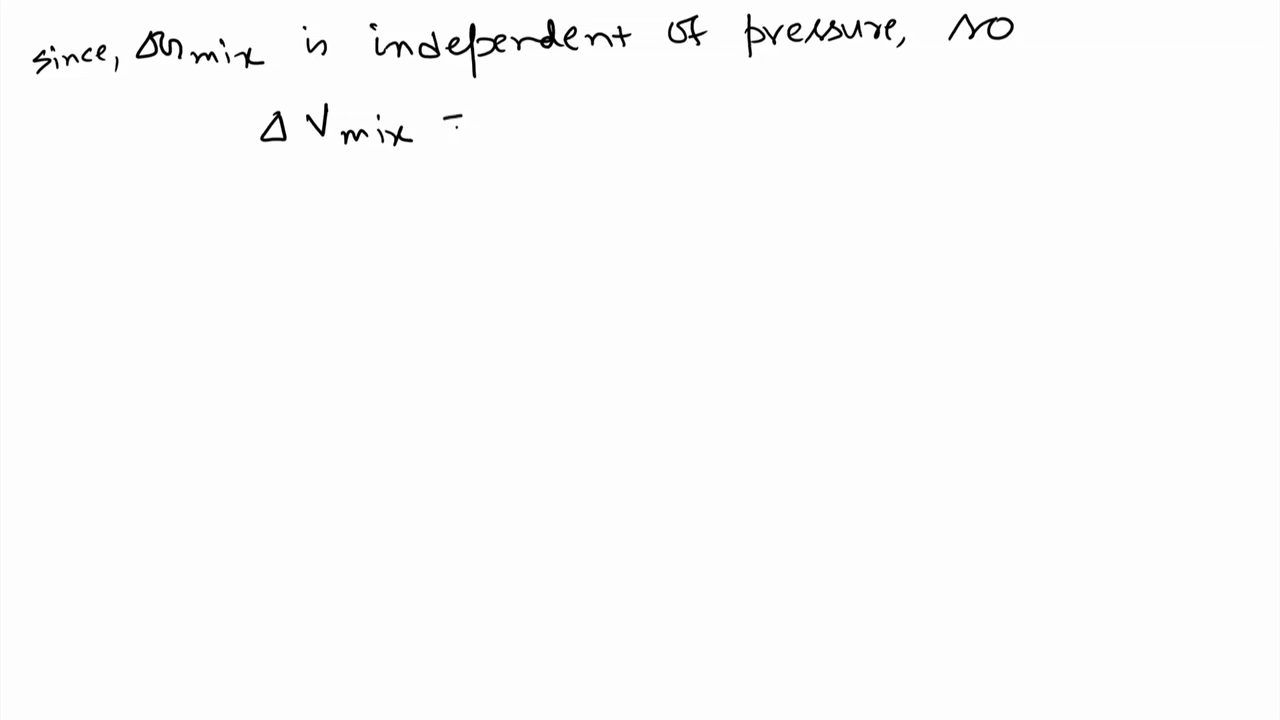 since, ΔGmix is independent of pressure, so
ΔVmix =